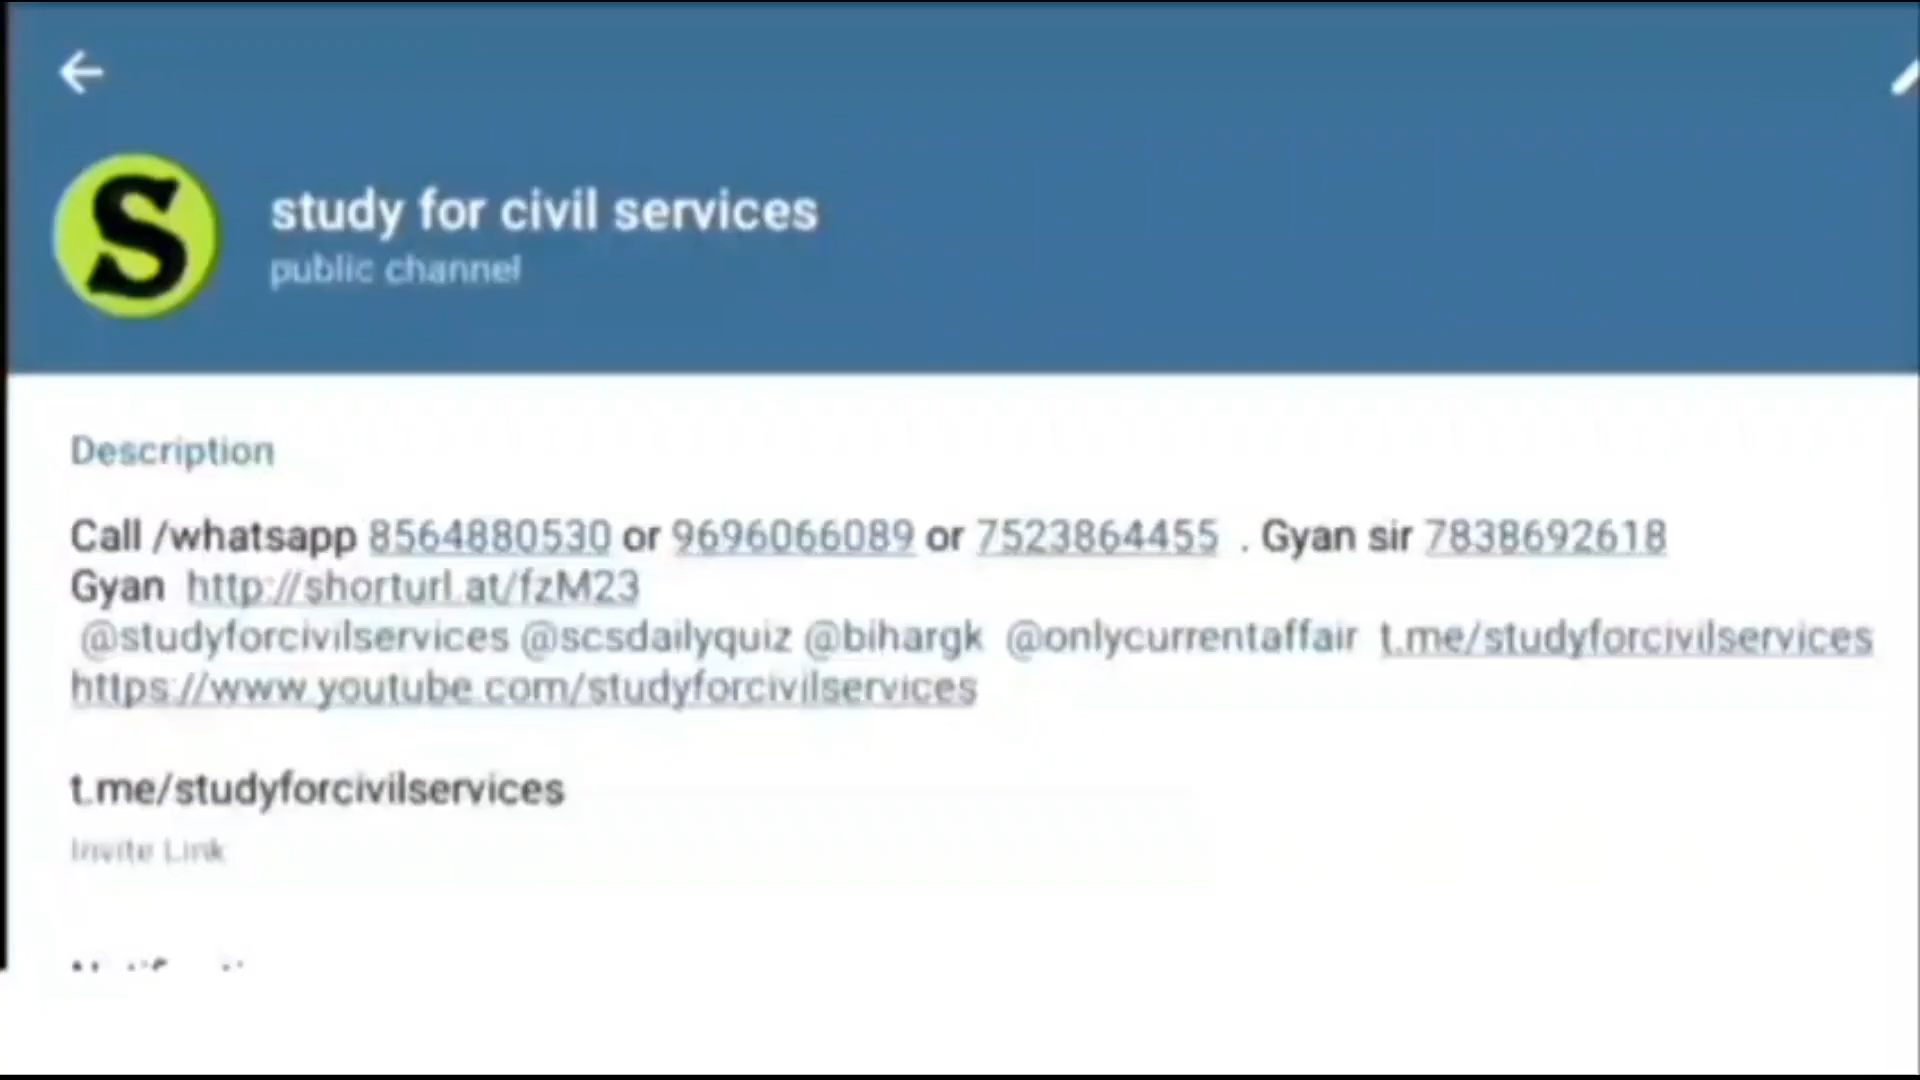 S
study for civil services
public channel
Description
Call /whatsapp 8564880530 or 9696066089 or 7523864455 . Gyan sir 7838692618
Gyan http://shorturl.at/fzM23
@studyforcivilservices @scsdailyquiz @bihargk @onlycurrentaffair t.me/studyforcivilservices
https://www.youtube.com/studyforcivilservices
t.me/studyforcivilservices
Invite Link